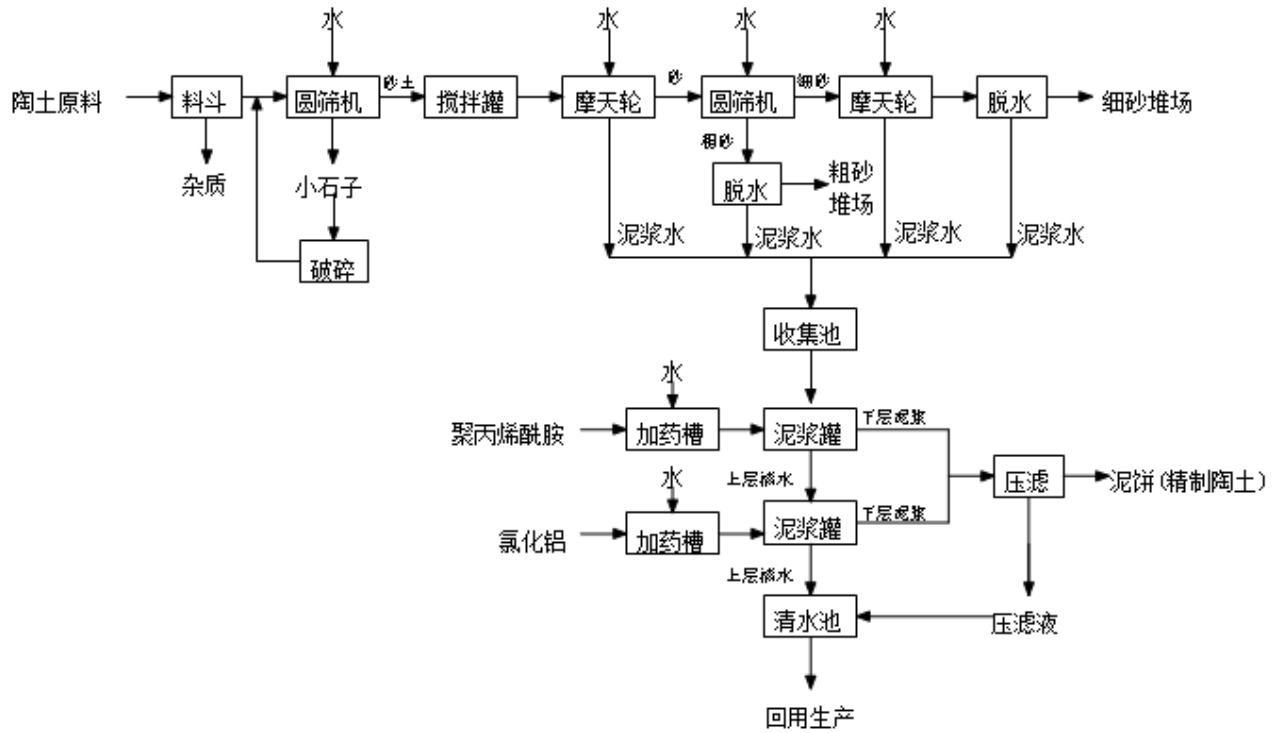 水 水 水 水
陶土原料 料斗 圆筛机 砂土 搅拌罐 摩天轮 砂 圆筛机 细砂 摩天轮 脱水 细砂堆场
粗砂
杂质 小石子 脱水 粗砂
堆场
泥浆水 泥浆水 泥浆水 泥浆水
破碎
收集池
水
聚丙烯酰胺 加药槽 泥浆罐 下层泥浆
水 上层清水 压滤 泥饼(精制陶土)
氯化铝 加药槽 泥浆罐 下层泥浆
上层清水
清水池 压滤液
回用生产